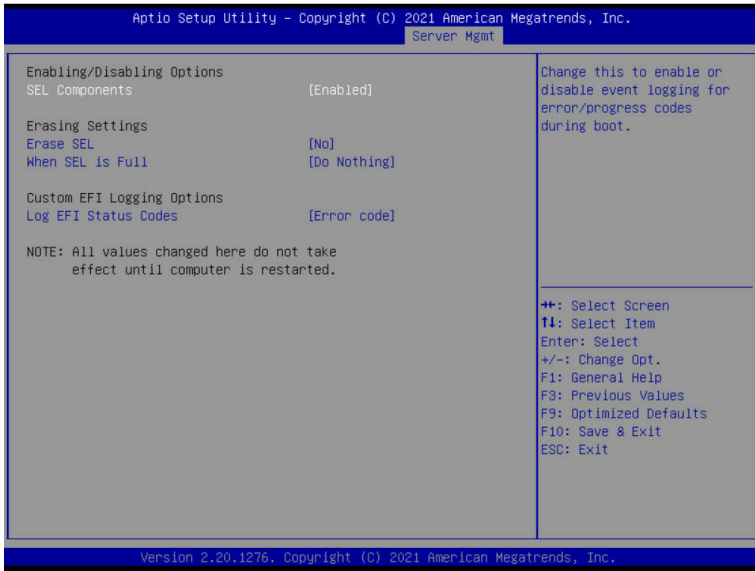 Aptio Setup Utility – Copyright (C) 2021 American Megatrends, Inc.
Server Mgmt
Enabling/Disabling Options
SEL Components [Enabled]
Erasing Settings
Erase SEL [No]
When SEL is Full [Do Nothing]
Custom EFI Logging Options
Log EFI Status Codes [Error code]
NOTE: All values changed here do not take
effect until computer is restarted.
Change this to enable or
disable event logging for
error/progress codes
during boot.
→←: Select Screen
↑↓: Select Item
Enter: Select
+/-: Change Opt.
F1: General Help
F3: Previous Values
F9: Optimized Defaults
F10: Save & Exit
ESC: Exit
Version 2.20.1276. Copyright (C) 2021 American Megatrends, Inc.